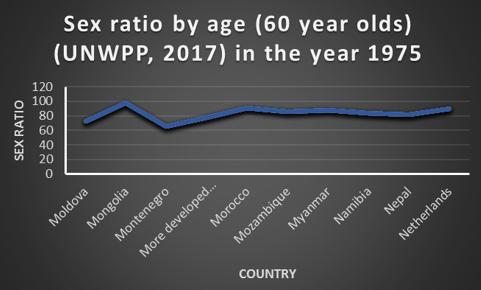 Sex ratio by age (60 year olds)
(UNWPP, 2017) in the year 1975
120
100
80
60
40
20
0
SEX RATIO
Moldova
Mongolia
Montenegro
More developed…
Morocco
Mozambique
Myanmar
Namibia
Nepal
Netherlands
COUNTRY